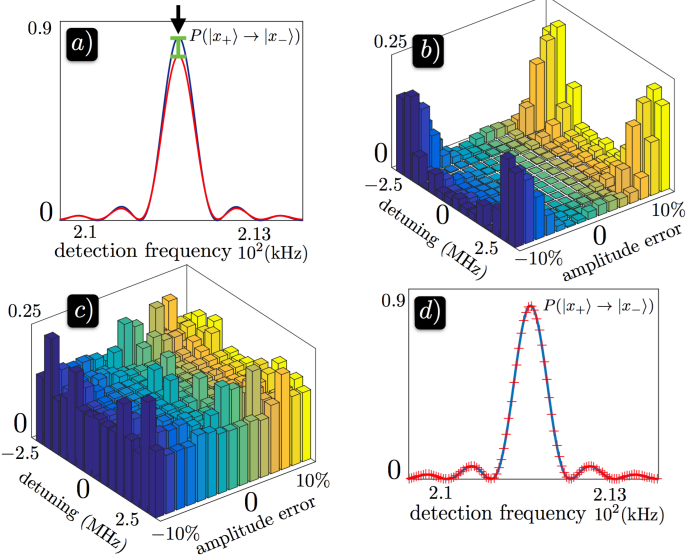 0.9
a)
P(|x₊⟩ → |x₋⟩)
0
2.1
2.13
detection frequency 10²(kHz)
b)
0.25
0
−2.5
0
2.5
detuning (MHz)
−10%
0
10%
amplitude error
c)
0.25
0
−2.5
0
2.5
detuning (MHz)
−10%
0
10%
amplitude error
0.9
d)
P(|x₊⟩ → |x₋⟩)
0
2.1
2.13
detection frequency 10²(kHz)